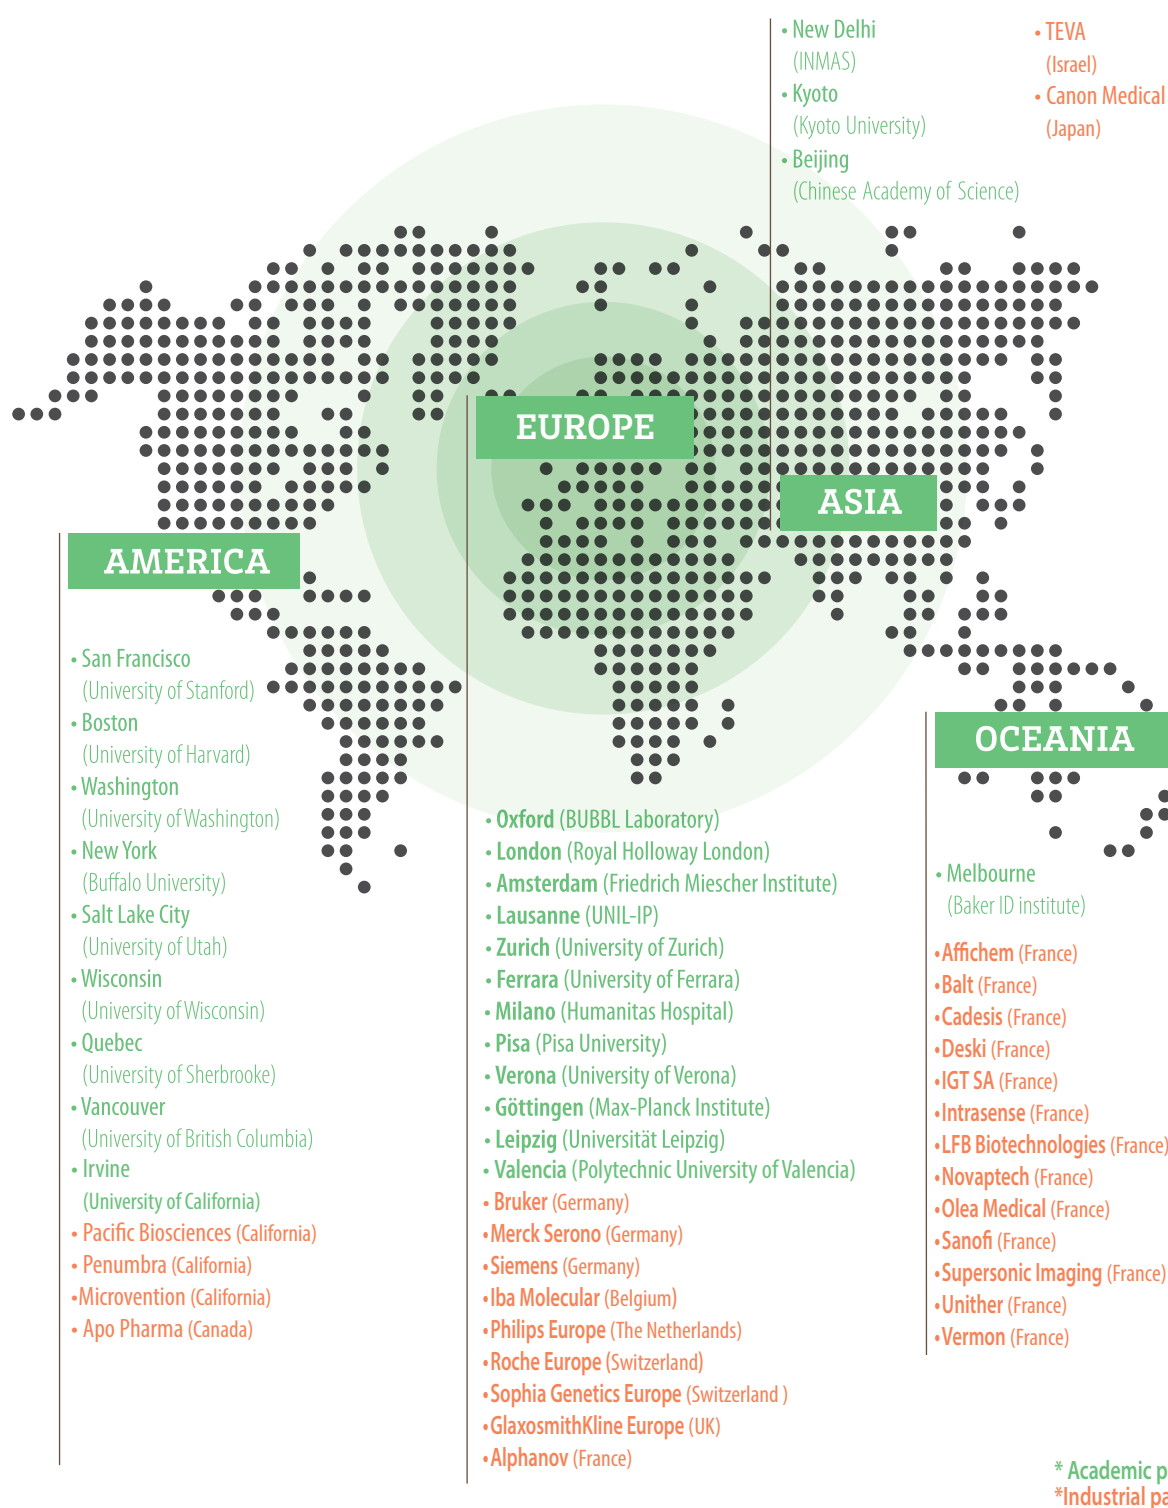 • New Delhi
(INMAS)
• Kyoto
(Kyoto University)
• Beijing
(Chinese Academy of Science)
• TEVA
(Israel)
• Canon Medical
(Japan)
EUROPE
ASIA
AMERICA
OCEANIA
• San Francisco
(University of Stanford)
• Boston
(University of Harvard)
• Washington
(University of Washington)
• New York
(Buffalo University)
• Salt Lake City
(University of Utah)
• Wisconsin
(University of Wisconsin)
• Quebec
(University of Sherbrooke)
• Vancouver
(University of British Columbia)
• Irvine
(University of California)
• Pacific Biosciences (California)
• Penumbra (California)
•Microvention (California)
• Apo Pharma (Canada)
• Oxford (BUBBL Laboratory)
• London (Royal Holloway London)
• Amsterdam (Friedrich Miescher Institute)
• Lausanne (UNIL-IP)
• Zurich (University of Zurich)
• Ferrara (University of Ferrara)
• Milano (Humanitas Hospital)
• Pisa (Pisa University)
• Verona (University of Verona)
• Göttingen (Max-Planck Institute)
• Leipzig (Universität Leipzig)
• Valencia (Polytechnic University of Valencia)
• Bruker (Germany)
•Merck Serono (Germany)
•Siemens (Germany)
•Iba Molecular (Belgium)
•Philips Europe (The Netherlands)
•Roche Europe (Switzerland)
•Sophia Genetics Europe (Switzerland )
•GlaxosmithKline Europe (UK)
•Alphanov (France)
• Melbourne
(Baker ID institute)
•Affichem (France)
•Balt (France)
•Cadesis (France)
•Deski (France)
•IGT SA (France)
•Intrasense (France)
•LFB Biotechnologies (France)
•Novaptech (France)
•Olea Medical (France)
•Sanofi (France)
•Supersonic Imaging (France)
•Unither (France)
•Vermon (France)
* Academic p
*Industrial pa